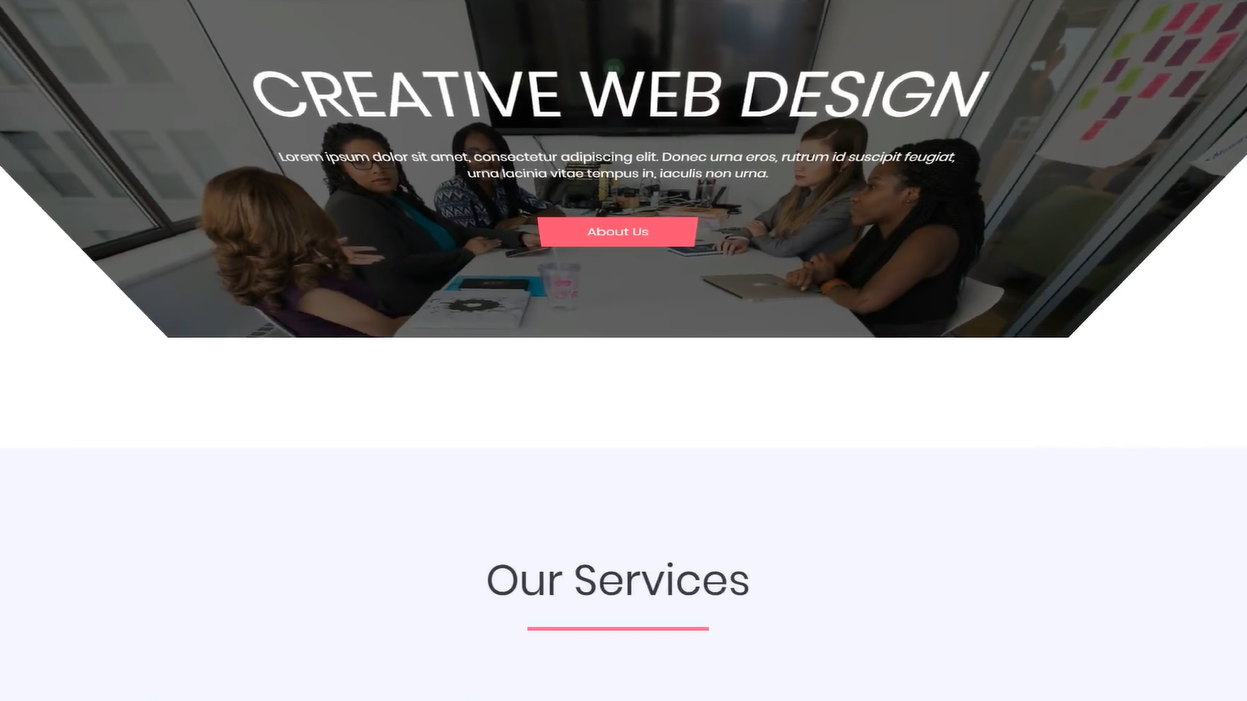 CREATIVE WEB DESIGN
Lorem ipsum dolor sit amet, consectetur adipiscing elit. Donec urna eros, rutrum id suscipit feugiat,
urna lacinia vitae tempus in, iaculis non urna.
About Us
Our Services